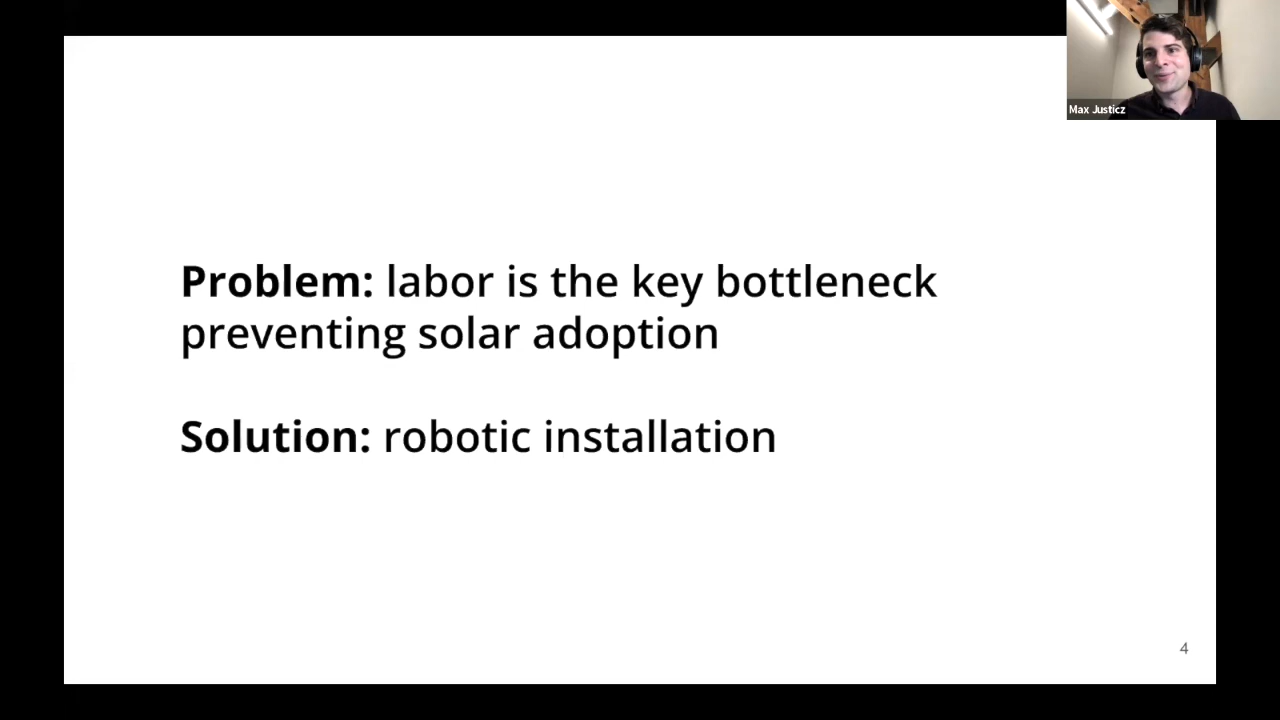 Max Justicz
Problem: labor is the key bottleneck
preventing solar adoption
Solution: robotic installation
4